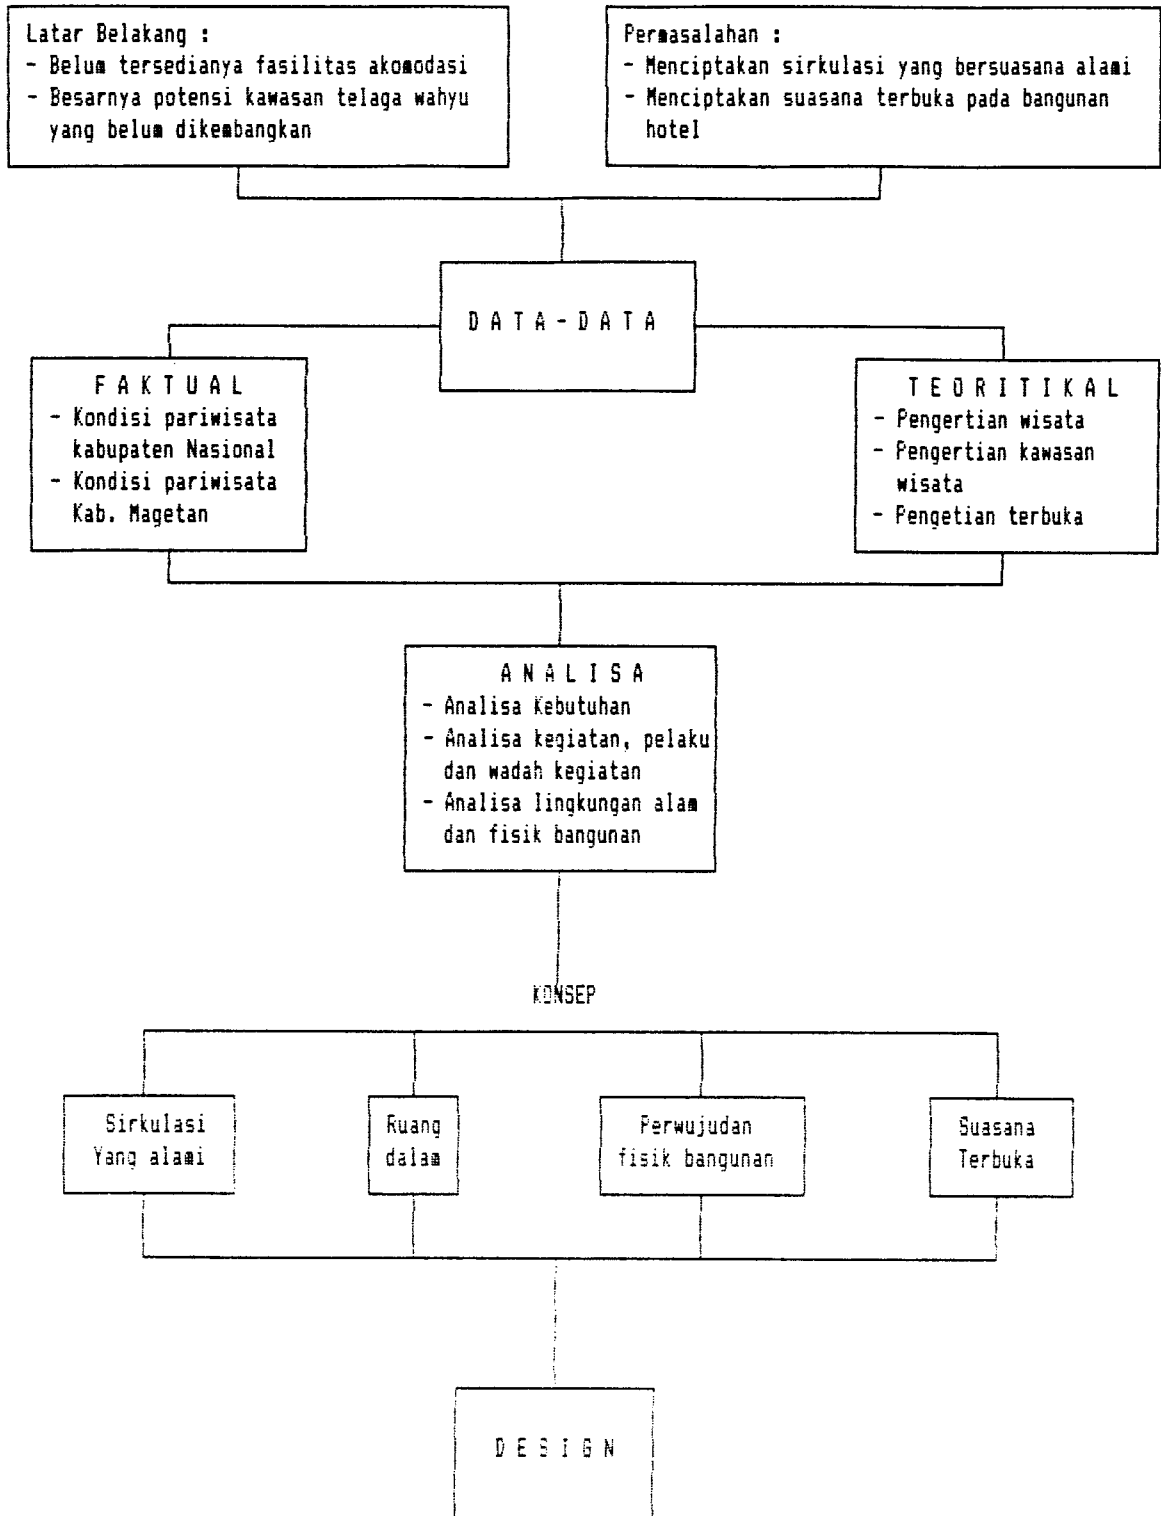 Latar Belakang :
- Belum tersedianya fasilitas akomodasi
- Besarnya potensi kawasan telaga wahyu
yang belum dikembangkan
Permasalahan :
- Menciptakan sirkulasi yang bersuasana alami
- Menciptakan suasana terbuka pada bangunan
hotel
D A T A - D A T A
F A K T U A L
- Kondisi pariwisata
kabupaten Nasional
- Kondisi pariwisata
Kab. Magetan
T E O R I T I K A L
- Pengertian wisata
- Pengertian kawasan
wisata
- Pengetian terbuka
A N A L I S A
- Analisa Kebutuhan
- Analisa kegiatan, pelaku
dan wadah kegiatan
- Analisa lingkungan alam
dan fisik bangunan
KONSEP
Sirkulasi
Yang alami
Ruang
dalam
Perwujudan
fisik bangunan
Suasana
Terbuka
D E S I G N